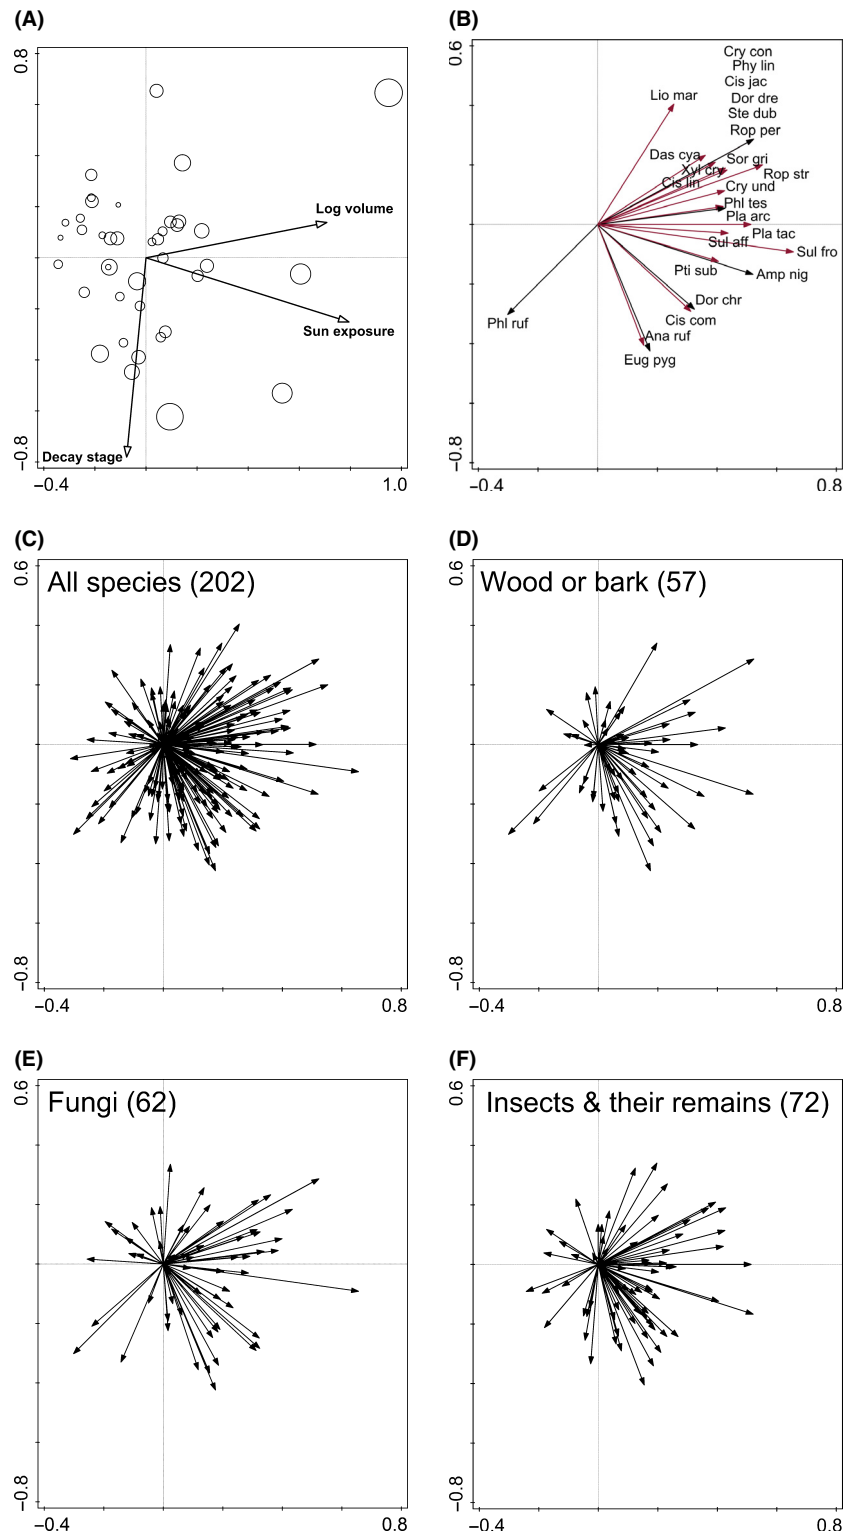 (A)
0.8
Log volume
Sun exposure
Decay stage
−0.8
−0.4
1.0
(B)
0.6
Cry con
Phy lin
Cis jac
Lio mar
Dor dre
Ste dub
Rop per
Das cya
Sor gri
Xyl cry
Rop str
Cis lin
Cry und
Phl tes
Pla arc
Pla tac
Sul aff
Sul fro
Pti sub
Amp nig
Dor chr
Phl ruf
Cis com
Ana ruf
Eug pyg
−0.8
−0.4
0.8
(C)
0.6
All species (202)
−0.8
−0.4
0.8
(D)
0.6
Wood or bark (57)
−0.8
−0.4
0.8
(E)
0.6
Fungi (62)
−0.8
−0.4
0.8
(F)
0.6
Insects & their remains (72)
−0.8
−0.4
0.8